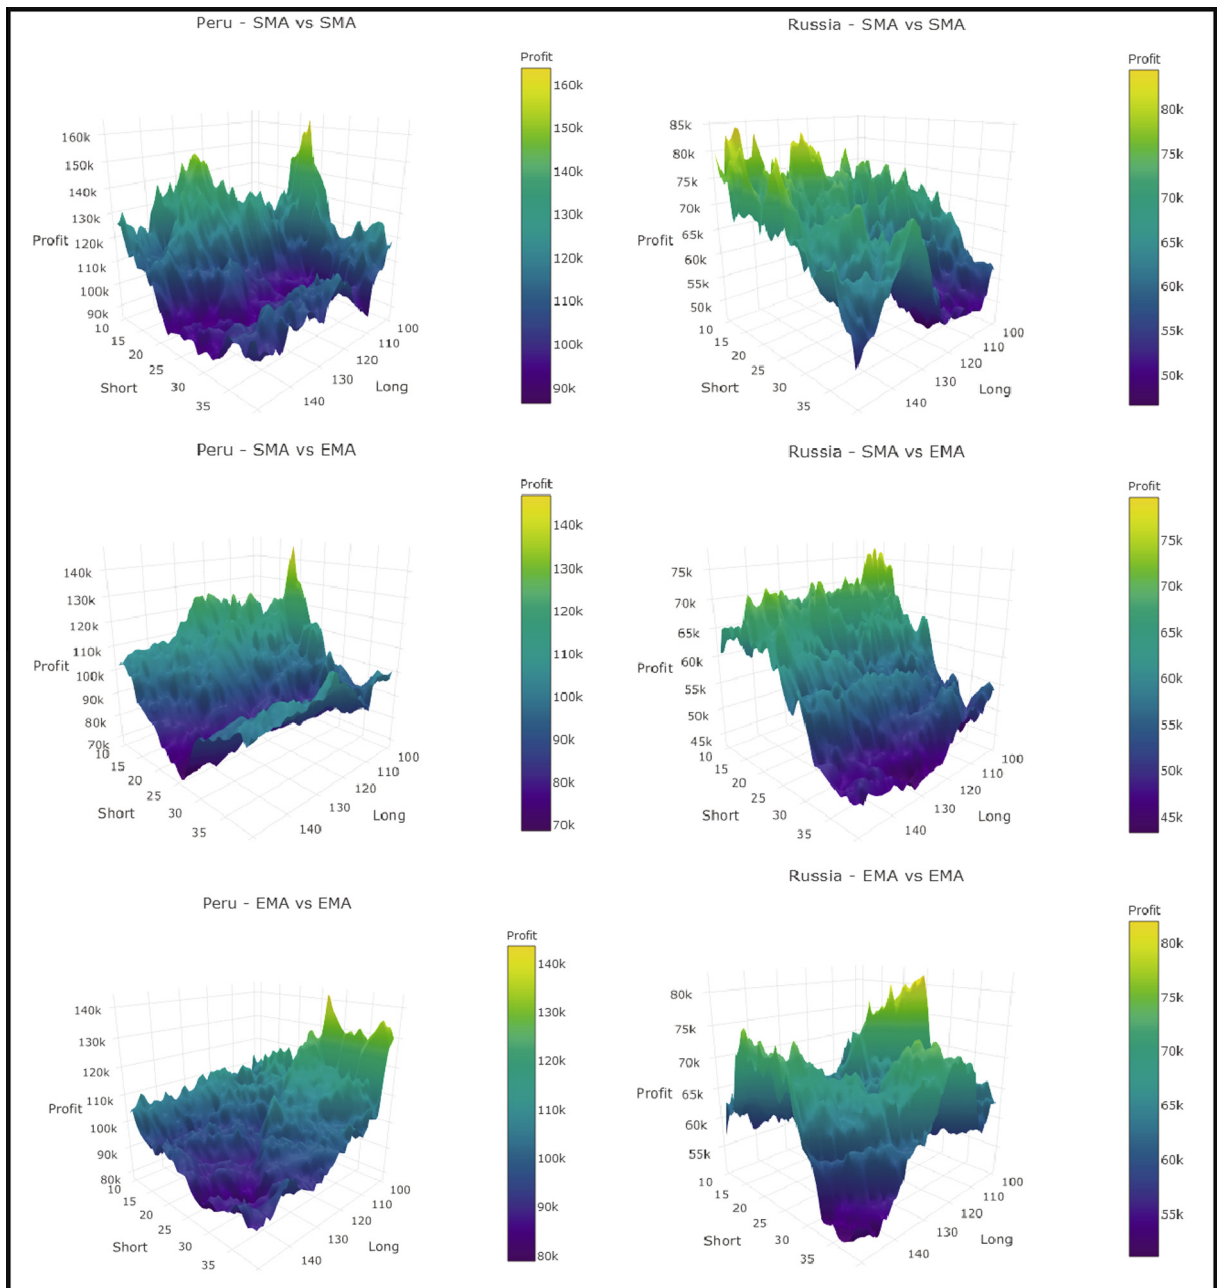 Peru - SMA vs SMA
Profit
160k
150k
140k
130k
120k
110k
100k
90k
160k
150k
140k
130k
Profit 120k
110k
100k
90k
10
15
20
25
30
35
Short
100
110
120
130
140
Long
Russia - SMA vs SMA
Profit
80k
75k
70k
65k
60k
55k
50k
85k
80k
75k
70k
Profit 65k
60k
55k
50k
10
15
20
25
30
35
Short
100
110
120
130
140
Long
Peru - SMA vs EMA
Profit
140k
130k
120k
110k
100k
90k
80k
70k
140k
130k
120k
110k
Profit 100k
90k
80k
70k
10
15
20
25
30
35
Short
100
110
120
130
140
Long
Russia - SMA vs EMA
Profit
75k
70k
65k
60k
55k
50k
45k
75k
70k
65k
Profit 60k
55k
50k
45k
10
15
20
25
30
35
Short
100
110
120
130
140
Long
Peru - EMA vs EMA
Profit
140k
130k
120k
110k
100k
90k
80k
140k
130k
120k
Profit 110k
100k
90k
80k
10
15
20
25
30
35
Short
100
110
120
130
140
Long
Russia - EMA vs EMA
Profit
80k
75k
70k
65k
60k
55k
80k
75k
70k
Profit 65k
60k
55k
10
15
20
25
30
35
Short
100
110
120
130
140
Long